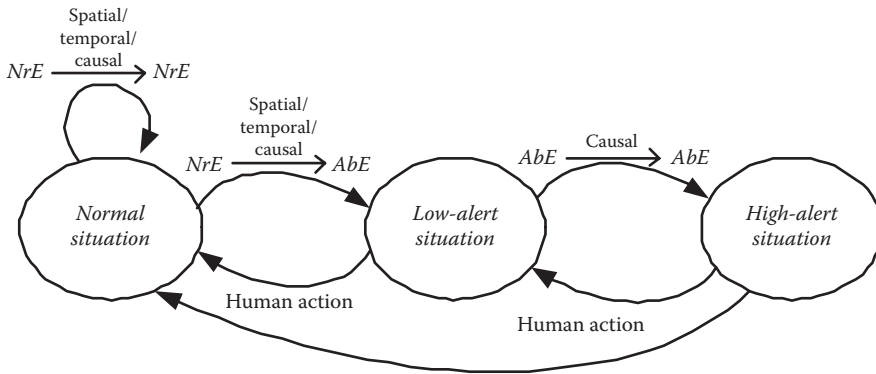 Spatial/
temporal/
causal
NrE NrE
Spatial/
temporal/
causal
NrE AbE
Causal
AbE AbE
Normal
situation
Low-alert
situation
High-alert
situation
Human action
Human action